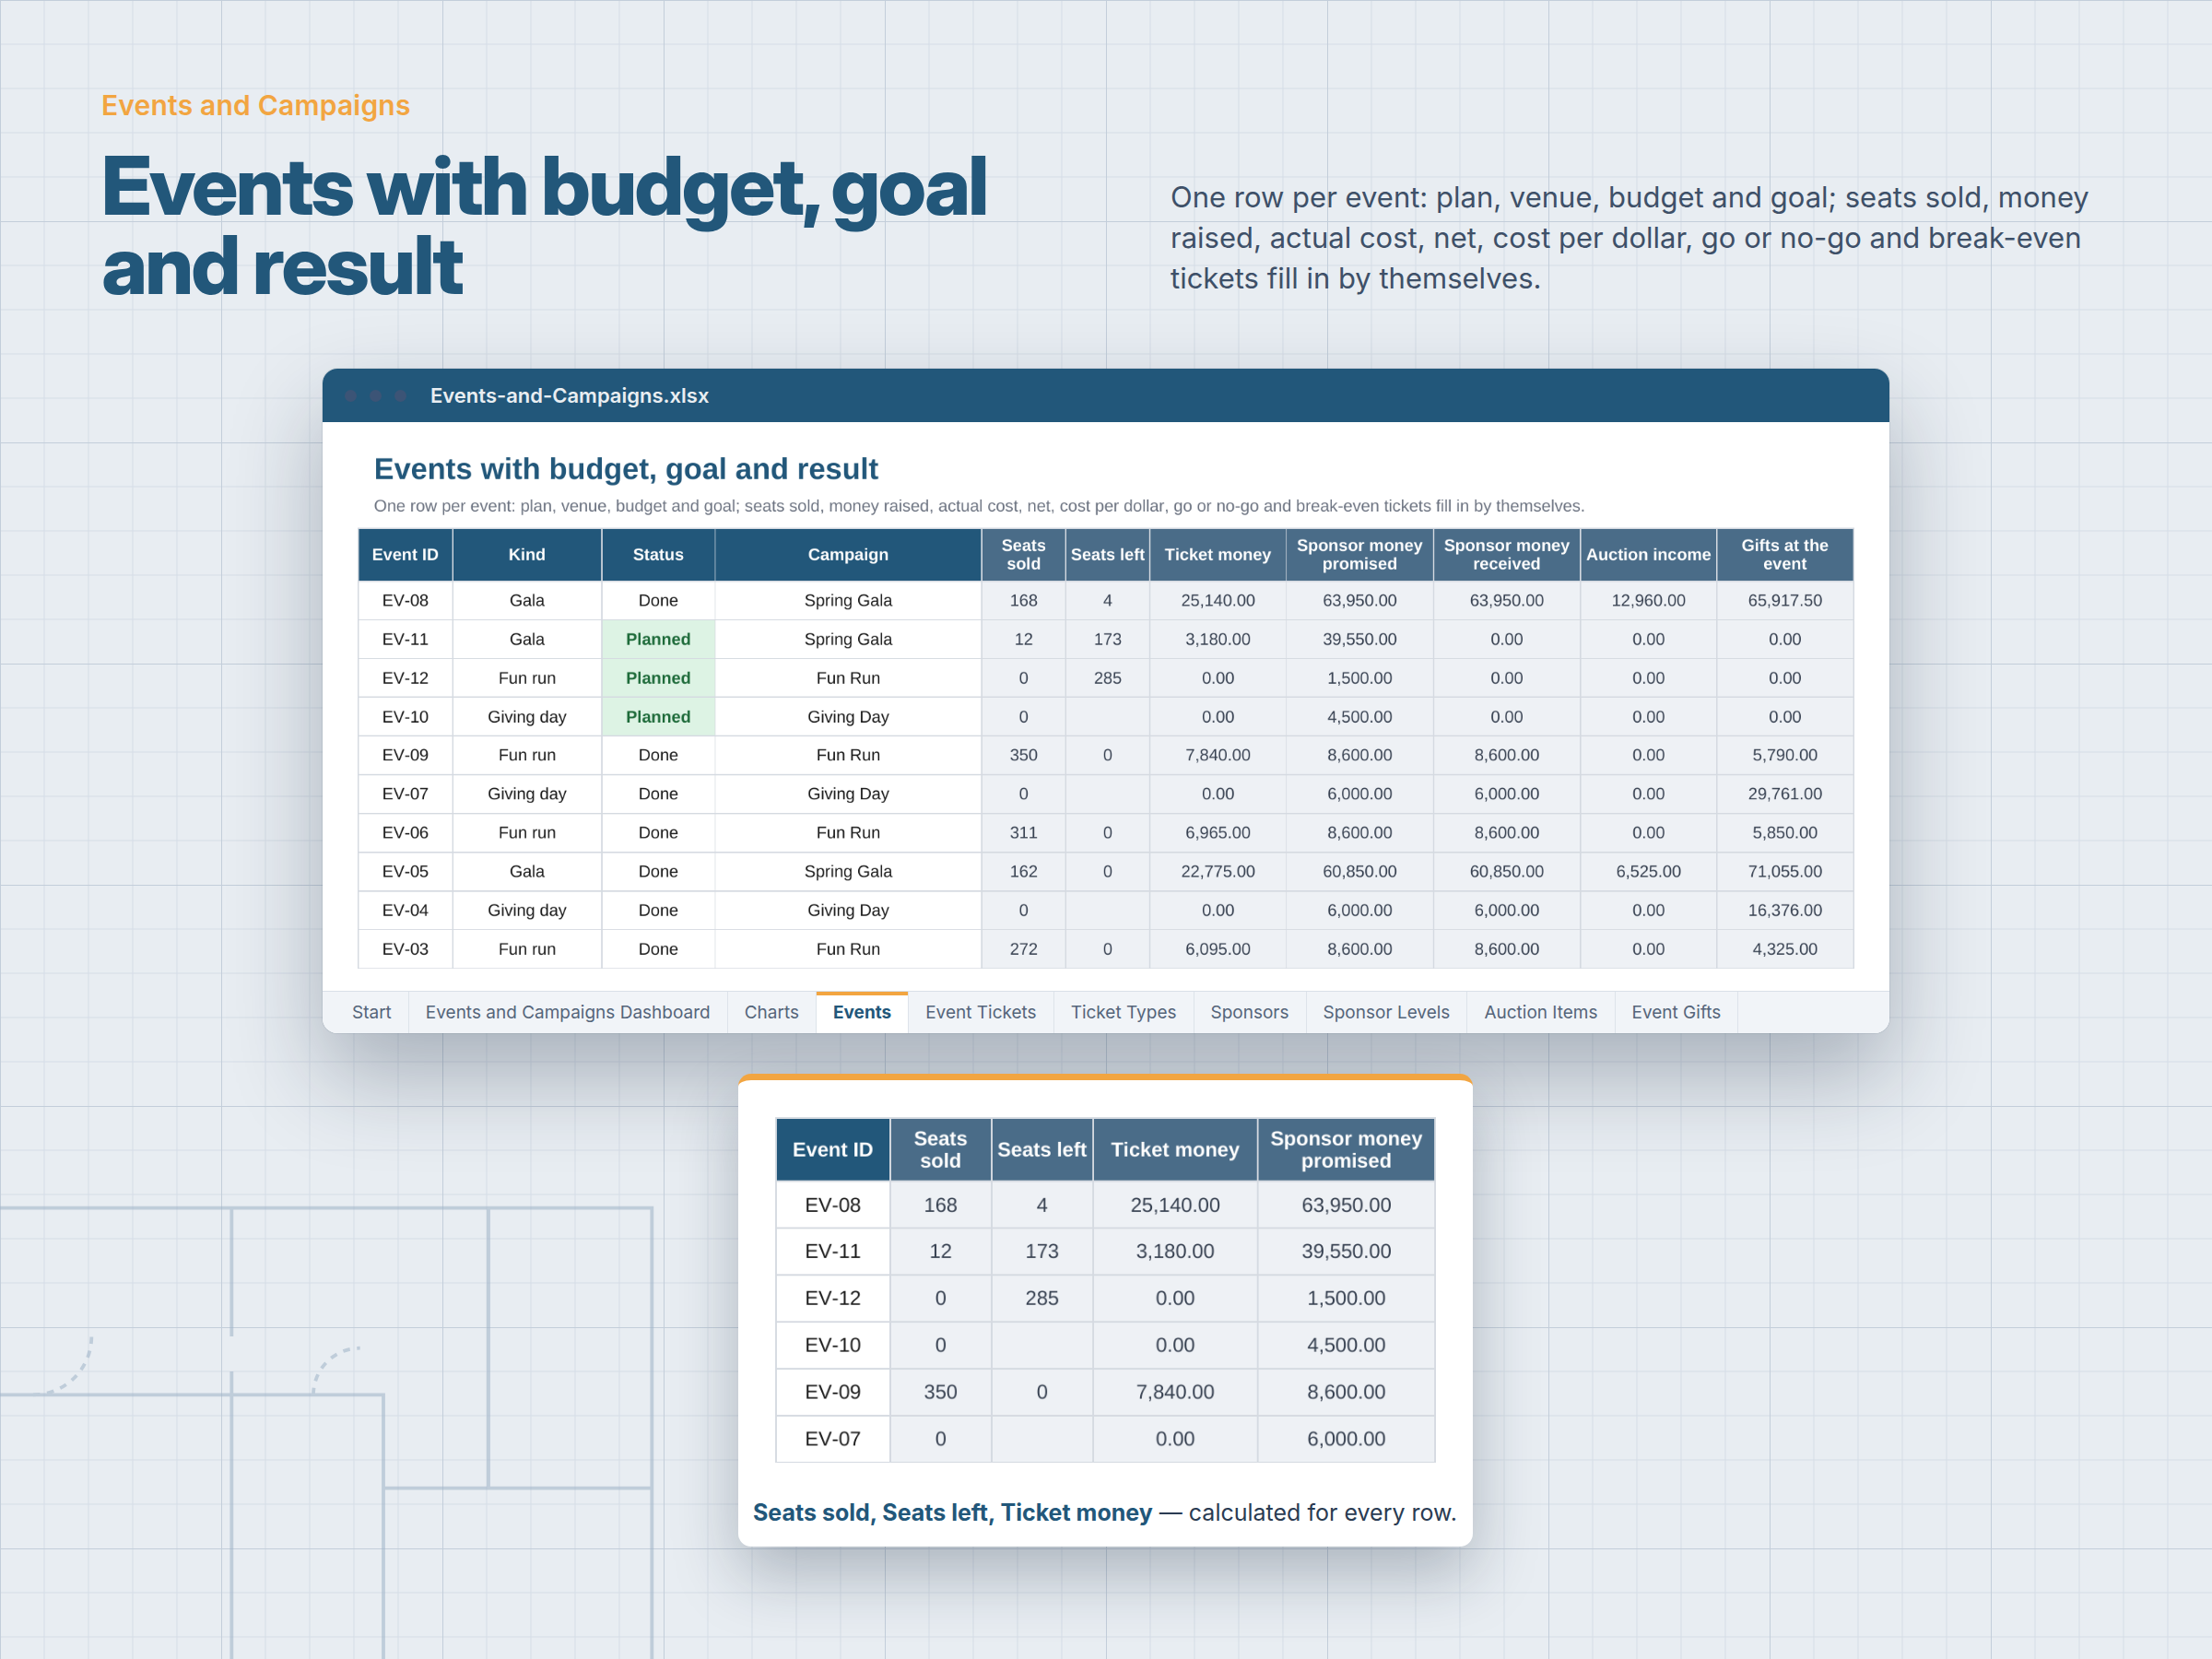 Events and Campaigns
Events with budget, goal
and result
One row per event: plan, venue, budget and goal; seats sold, money
raised, actual cost, net, cost per dollar, go or no-go and break-even
tickets fill in by themselves.
Events-and-Campaigns.xlsx
Events with budget, goal and result
One row per event: plan, venue, budget and goal; seats sold, money raised, actual cost, net, cost per dollar, go or no-go and break-even tickets fill in by themselves.
Event ID Kind Status Campaign Seats sold Seats left Ticket money Sponsor money promised Sponsor money received Auction income Gifts at the event
EV-08 Gala Done Spring Gala 168 4 25,140.00 63,950.00 63,950.00 12,960.00 65,917.50
EV-11 Gala Planned Spring Gala 12 173 3,180.00 39,550.00 0.00 0.00 0.00
EV-12 Fun run Planned Fun Run 0 285 0.00 1,500.00 0.00 0.00 0.00
EV-10 Giving day Planned Giving Day 0 0.00 4,500.00 0.00 0.00 0.00
EV-09 Fun run Done Fun Run 350 0 7,840.00 8,600.00 8,600.00 0.00 5,790.00
EV-07 Giving day Done Giving Day 0 0.00 6,000.00 6,000.00 0.00 29,761.00
EV-06 Fun run Done Fun Run 311 0 6,965.00 8,600.00 8,600.00 0.00 5,850.00
EV-05 Gala Done Spring Gala 162 0 22,775.00 60,850.00 60,850.00 6,525.00 71,055.00
EV-04 Giving day Done Giving Day 0 0.00 6,000.00 6,000.00 0.00 16,376.00
EV-03 Fun run Done Fun Run 272 0 6,095.00 8,600.00 8,600.00 0.00 4,325.00
Start Events and Campaigns Dashboard Charts Events Event Tickets Ticket Types Sponsors Sponsor Levels Auction Items Event Gifts
Event ID Seats sold Seats left Ticket money Sponsor money promised
EV-08 168 4 25,140.00 63,950.00
EV-11 12 173 3,180.00 39,550.00
EV-12 0 285 0.00 1,500.00
EV-10 0 0.00 4,500.00
EV-09 350 0 7,840.00 8,600.00
EV-07 0 0.00 6,000.00
Seats sold, Seats left, Ticket money — calculated for every row.